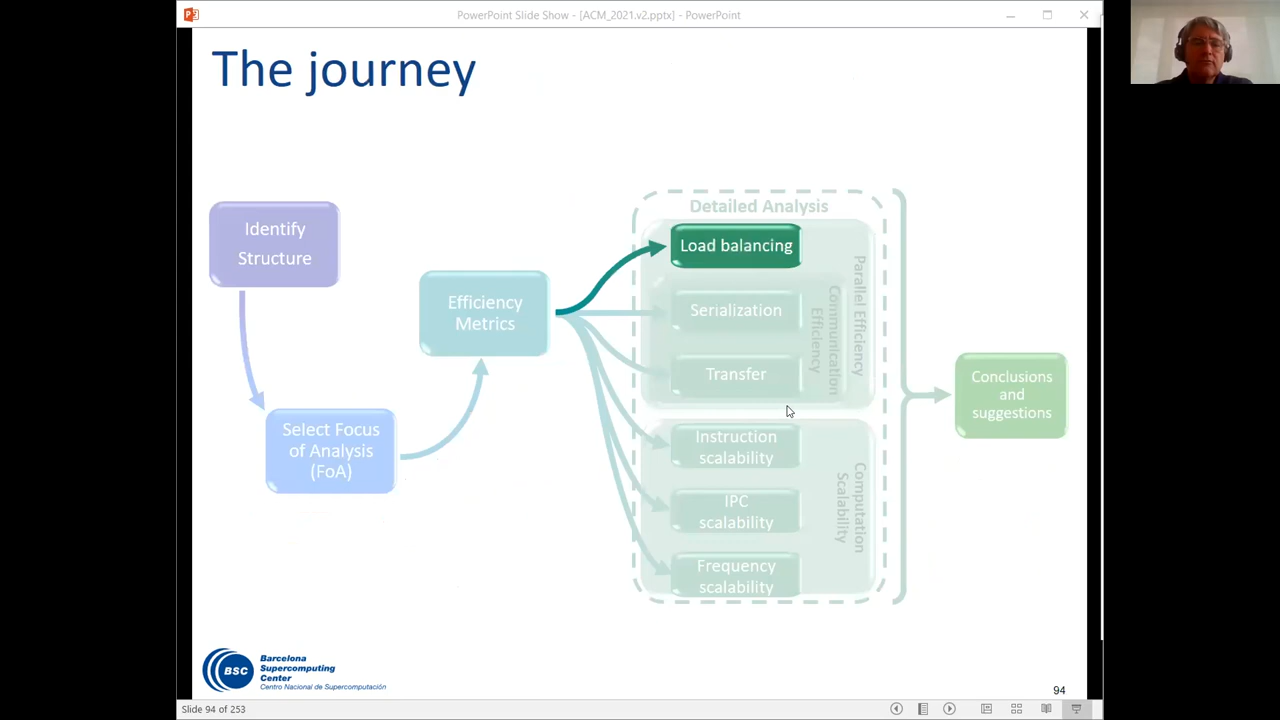 PowerPoint Slide Show - [ACM_2021.v2.pptx] - PowerPoint
The journey
Identify
Structure
Select Focus
of Analysis
(FoA)
Efficiency
Metrics
Detailed Analysis
Load balancing
Serialization
Transfer
Communication
Efficiency
Parallel Efficiency
Instruction
scalability
IPC
scalability
Frequency
scalability
Computation
Scalability
Conclusions
and
suggestions
BSC
Barcelona
Supercomputing
Center
Centro Nacional de Supercomputación
94
Slide 94 of 253